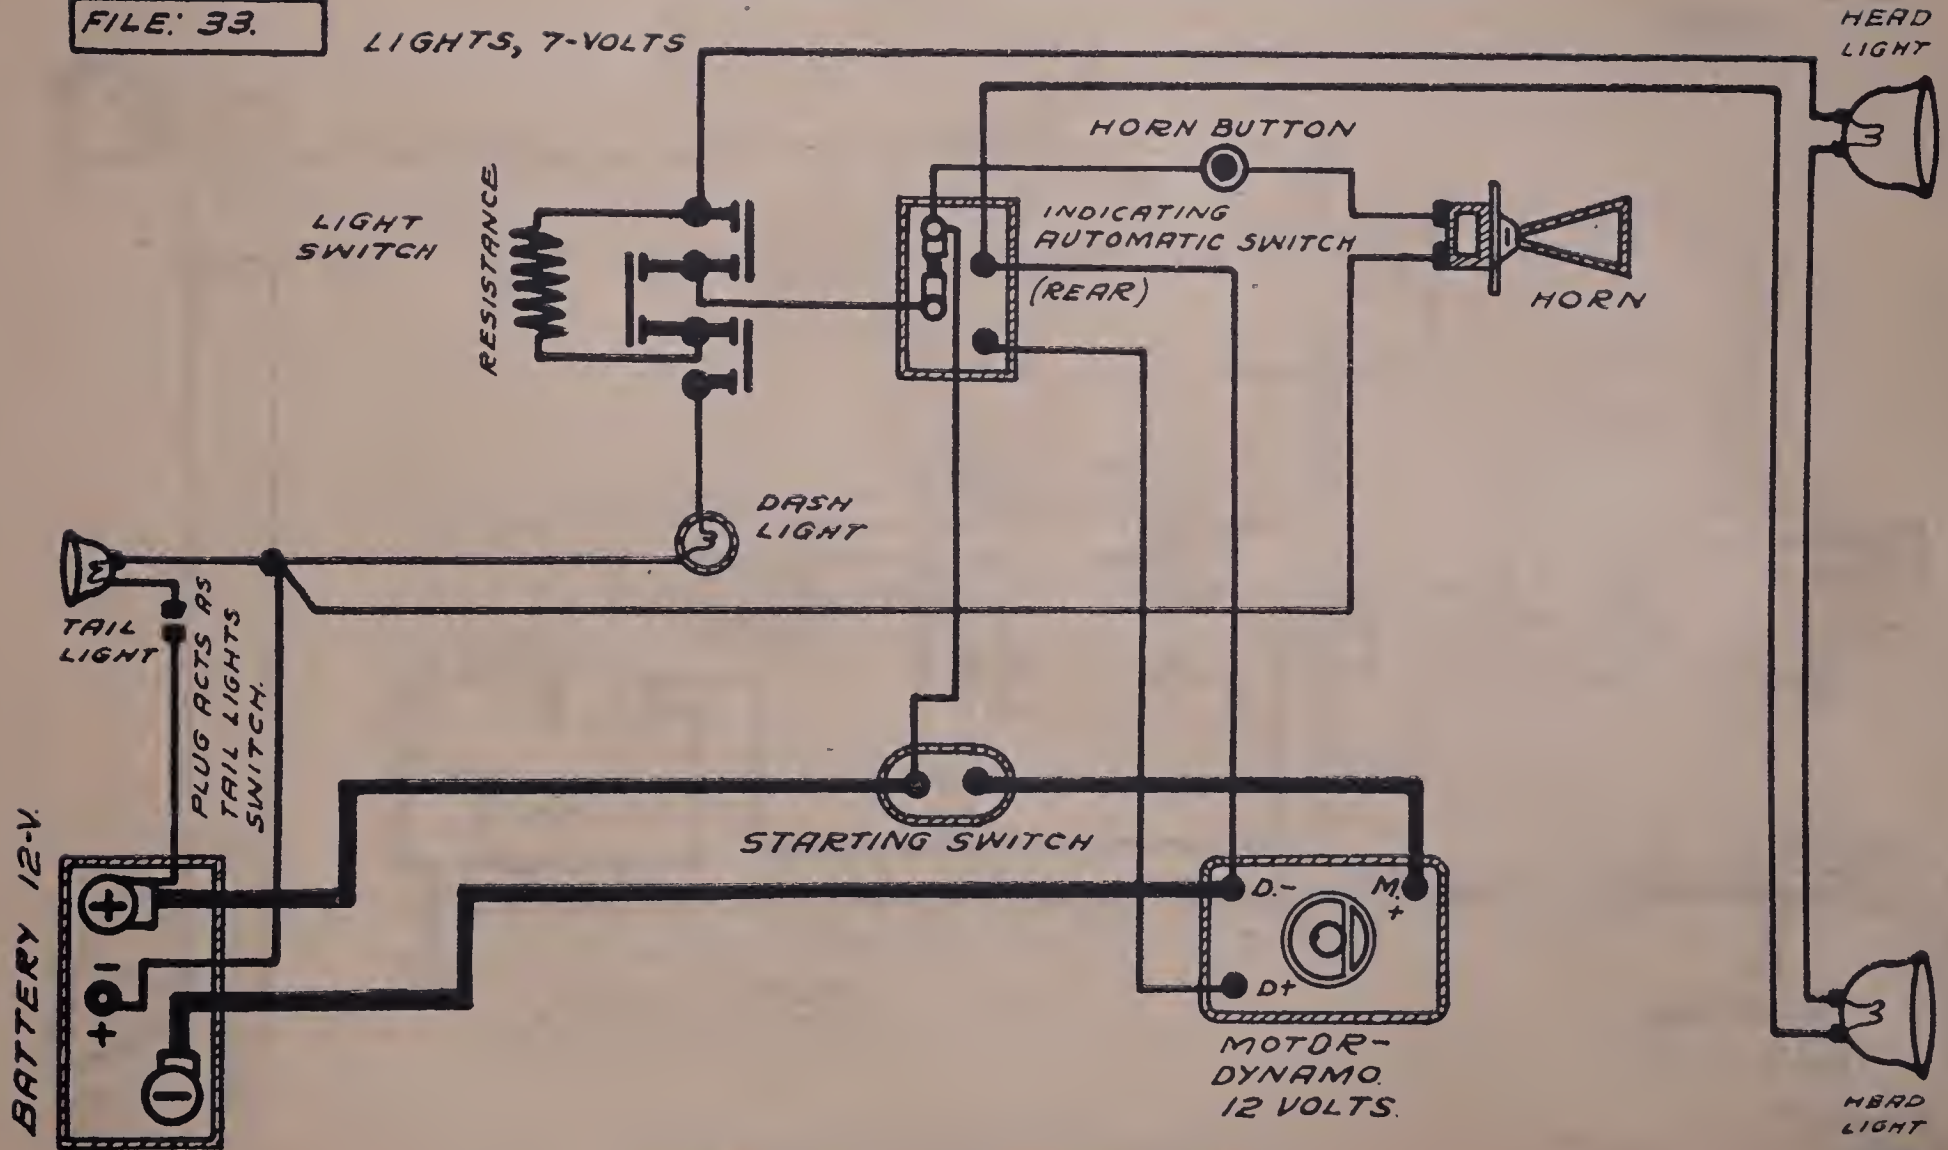 FILE: 33.
LIGHTS, 7-VOLTS
HEAD
LIGHT
HORN BUTTON
LIGHT
SWITCH
RESISTANCE
INDICATING
AUTOMATIC SWITCH
(REAR)
HORN
DASH
LIGHT
TAIL
LIGHT
PLUG ACTS AS
TAIL LIGHTS
SWITCH.
STARTING SWITCH
BATTERY 12-V.
+
-
+
-
D.-
M.
+
D+
MOTOR-
DYNAMO.
12 VOLTS.
HEAD
LIGHT